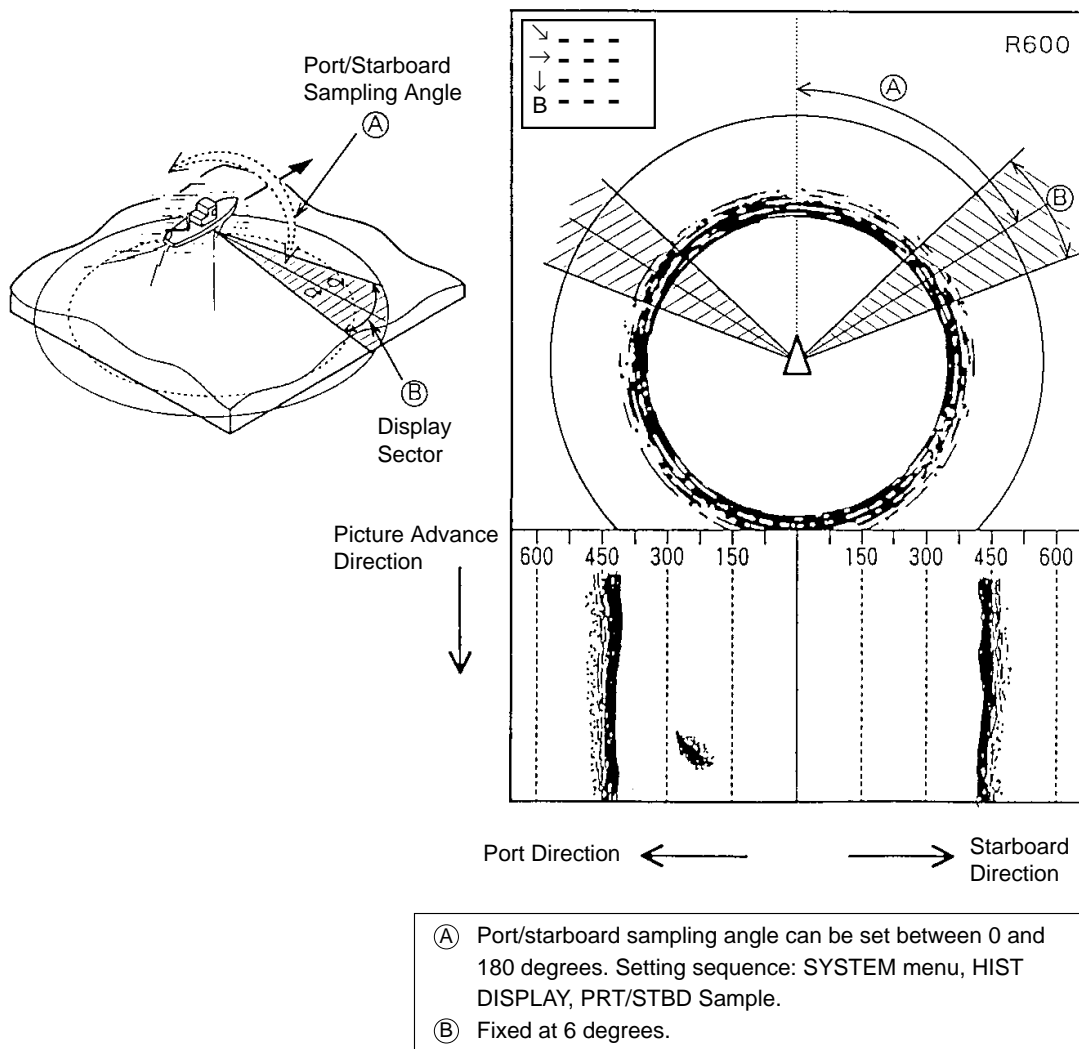 Port/Starboard
Sampling Angle
Ⓐ
Ⓑ
Display
Sector
↘ - - -
→ - - -
↓ - - -
B - - -
R600
Ⓐ
Ⓑ
Picture Advance
Direction
600 450 300 150 150 300 450 600
Port Direction
Starboard
Direction
Ⓐ Port/starboard sampling angle can be set between 0 and
180 degrees. Setting sequence: SYSTEM menu, HIST
DISPLAY, PRT/STBD Sample.
Ⓑ Fixed at 6 degrees.